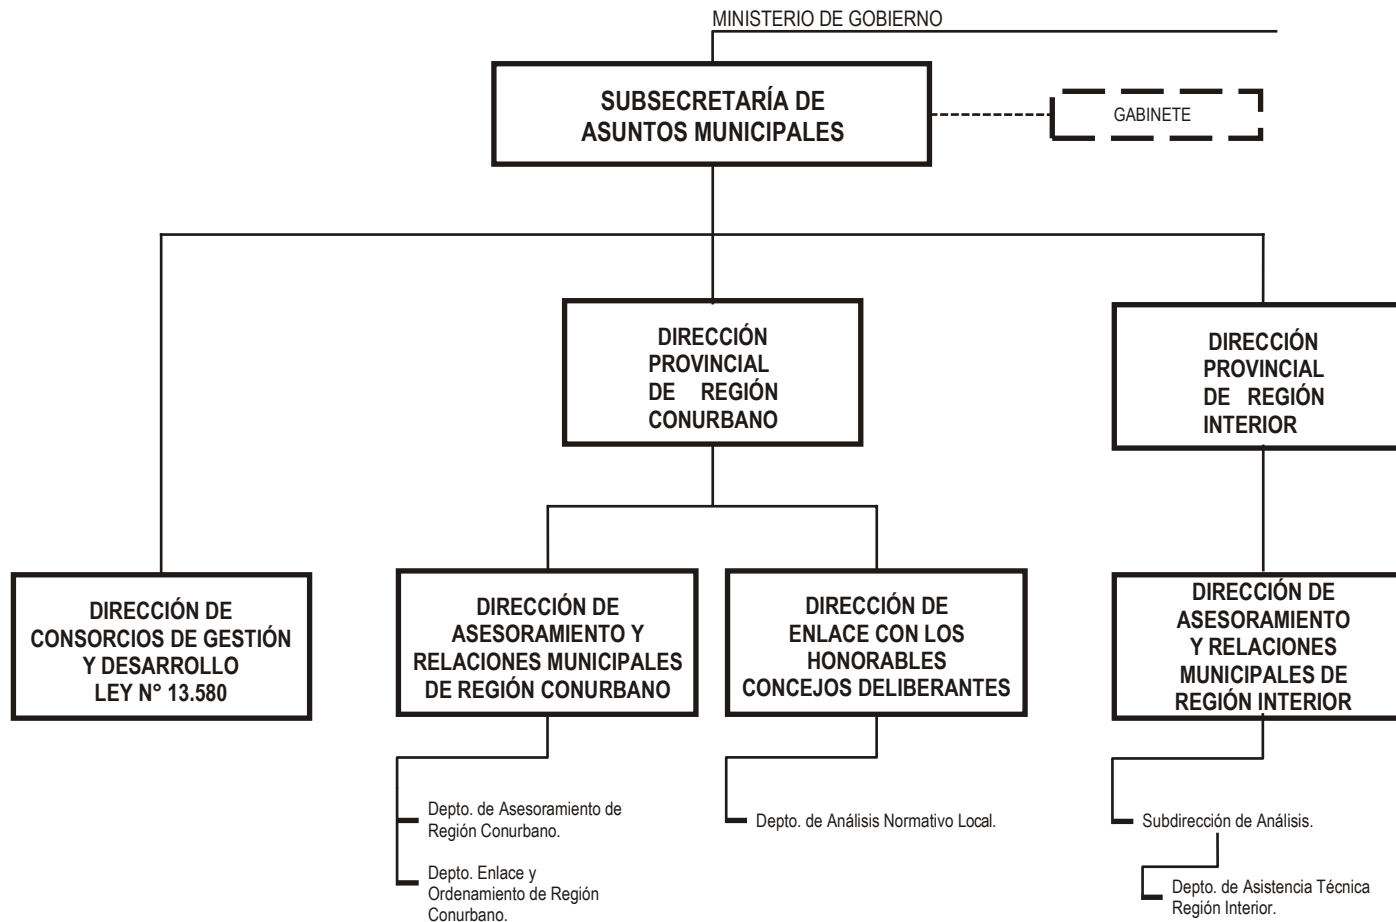 MINISTERIO DE GOBIERNO
SUBSECRETARÍA DE
ASUNTOS MUNICIPALES
GABINETE
DIRECCIÓN
PROVINCIAL
DE REGIÓN
CONURBANO
DIRECCIÓN
PROVINCIAL
DE REGIÓN
INTERIOR
DIRECCIÓN DE
CONSORCIOS DE GESTIÓN
Y DESARROLLO
LEY N° 13.580
DIRECCIÓN DE
ASESORAMIENTO Y
RELACIONES MUNICIPALES
DE REGIÓN CONURBANO
DIRECCIÓN DE
ENLACE CON LOS
HONORABLES
CONCEJOS DELIBERANTES
DIRECCIÓN DE
ASESORAMIENTO
Y RELACIONES
MUNICIPALES DE
REGIÓN INTERIOR
Depto. de Asesoramiento de
Región Conurbano.
Depto. Enlace y
Ordenamiento de Región
Conurbano.
Depto. de Análisis Normativo Local.
Subdirección de Análisis.
Depto. de Asistencia Técnica
Región Interior.